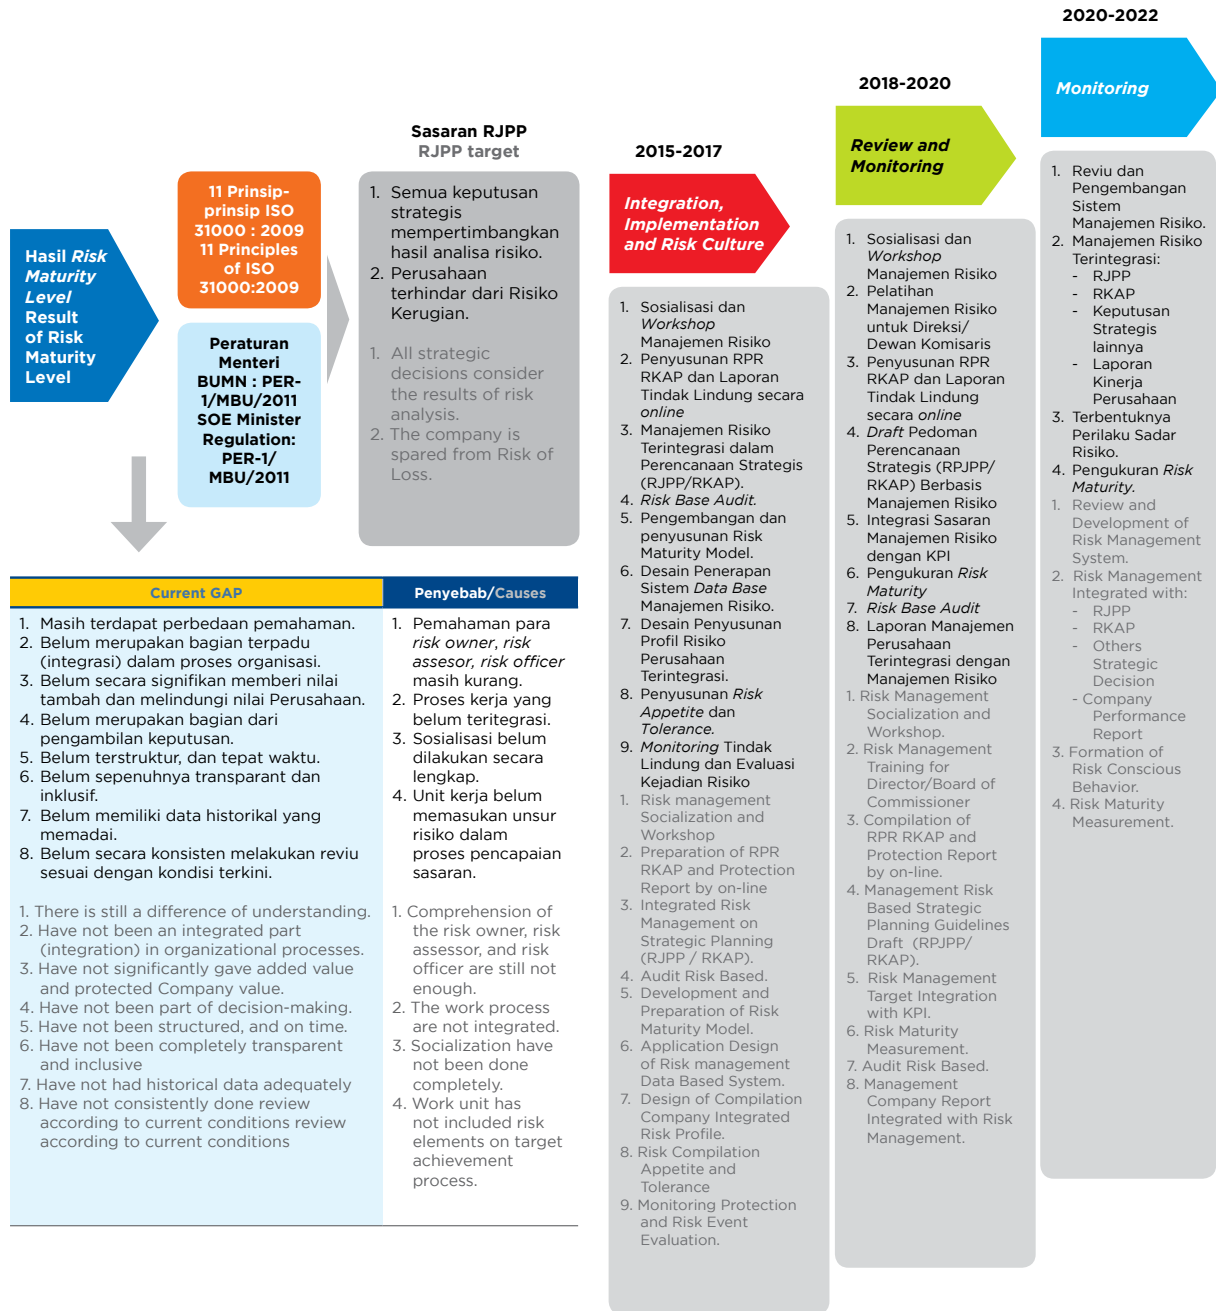 Hasil Risk
Maturity
Level
Result
of Risk
Maturity
Level
11 Prinsip-
prinsip ISO
31000 : 2009
11 Principles
of ISO
31000:2009
Peraturan
Menteri
BUMN : PER-
1/MBU/2011
SOE Minister
Regulation:
PER-1/
MBU/2011
Sasaran RJPP
RJPP target
1. Semua keputusan
strategis
mempertimbangkan
hasil analisa risiko.
2. Perusahaan
terhindar dari Risiko
Kerugian.
1. All strategic
decisions consider
the results of risk
analysis.
2. The company is
spared from Risk of
Loss.
Current GAP
1. Masih terdapat perbedaan pemahaman.
2. Belum merupakan bagian terpadu
(integrasi) dalam proses organisasi.
3. Belum secara signifikan memberi nilai
tambah dan melindungi nilai Perusahaan.
4. Belum merupakan bagian dari
pengambilan keputusan.
5. Belum terstruktur, dan tepat waktu.
6. Belum sepenuhnya transparant dan
inklusif.
7. Belum memiliki data historikal yang
memadai.
8. Belum secara konsisten melakukan reviu
sesuai dengan kondisi terkini.
1. There is still a difference of understanding.
2. Have not been an integrated part
(integration) in organizational processes.
3. Have not significantly gave added value
and protected Company value.
4. Have not been part of decision-making.
5. Have not been structured, and on time.
6. Have not been completely transparent
and inclusive
7. Have not had historical data adequately
8. Have not consistently done review
according to current conditions review
according to current conditions
Penyebab/Causes
1. Pemahaman para
risk owner, risk
assesor, risk officer
masih kurang.
2. Proses kerja yang
belum teritegrasi.
3. Sosialisasi belum
dilakukan secara
lengkap.
4. Unit kerja belum
memasukan unsur
risiko dalam
proses pencapaian
sasaran.
1. Comprehension of
the risk owner, risk
assessor, and risk
officer are still not
enough.
2. The work process
are not integrated.
3. Socialization have
not been done
completely.
4. Work unit has
not included risk
elements on target
achievement
process.
2015-2017
Integration,
Implementation
and Risk Culture
1. Sosialisasi dan
Workshop
Manajemen Risiko
2. Penyusunan RPR
RKAP dan Laporan
Tindak Lindung secara
online
3. Manajemen Risiko
Terintegrasi dalam
Perencanaan Strategis
(RJPP/RKAP).
4. Risk Base Audit.
5. Pengembangan dan
penyusunan Risk
Maturity Model.
6. Desain Penerapan
Sistem Data Base
Manajemen Risiko.
7. Desain Penyusunan
Profil Risiko
Perusahaan
Terintegrasi.
8. Penyusunan Risk
Appetite dan
Tolerance.
9. Monitoring Tindak
Lindung dan Evaluasi
Kejadian Risiko
1. Risk management
Socialization and
Workshop
2. Preparation of RPR
RKAP and Protection
Report by on-line
3. Integrated Risk
Management on
Strategic Planning
(RJPP / RKAP).
4. Audit Risk Based.
5. Development and
Preparation of Risk
Maturity Model.
6. Application Design
of Risk management
Data Based System.
7. Design of Compilation
Company Integrated
Risk Profile.
8. Risk Compilation
Appetite and
Tolerance
9. Monitoring Protection
and Risk Event
Evaluation.
2018-2020
Review and
Monitoring
1. Sosialisasi dan
Workshop
Manajemen Risiko
2. Pelatihan
Manajemen Risiko
untuk Direksi/
Dewan Komisaris
3. Penyusunan RPR
RKAP dan Laporan
Tindak Lindung
secara online
4. Draft Pedoman
Perencanaan
Strategis (RPJPP/
RKAP) Berbasis
Manajemen Risiko
5. Integrasi Sasaran
Manajemen Risiko
dengan KPI
6. Pengukuran Risk
Maturity
7. Risk Base Audit
8. Laporan Manajemen
Perusahaan
Terintegrasi dengan
Manajemen Risiko
1. Risk Management
Socialization and
Workshop.
2. Risk Management
Training for
Director/Board of
Commissioner
3. Compilation of
RPR RKAP and
Protection Report
by on-line.
4. Management Risk
Based Strategic
Planning Guidelines
Draft (RPJPP/
RKAP).
5. Risk Management
Target Integration
with KPI.
6. Risk Maturity
Measurement.
7. Audit Risk Based.
8. Management
Company Report
Integrated with Risk
Management.
2020-2022
Monitoring
1. Reviu dan
Pengembangan
Sistem
Manajemen Risiko.
2. Manajemen Risiko
Terintegrasi:
- RJPP
- RKAP
- Keputusan
Strategis
lainnya
- Laporan
Kinerja
Perusahaan
3. Terbentuknya
Perilaku Sadar
Risiko.
4. Pengukuran Risk
Maturity.
1. Review and
Development of
Risk Management
System.
2. Risk Management
Integrated with:
- RJPP
- RKAP
- Others
Strategic
Decision
- Company
Performance
Report
3. Formation of
Risk Conscious
Behavior.
4. Risk Maturity
Measurement.